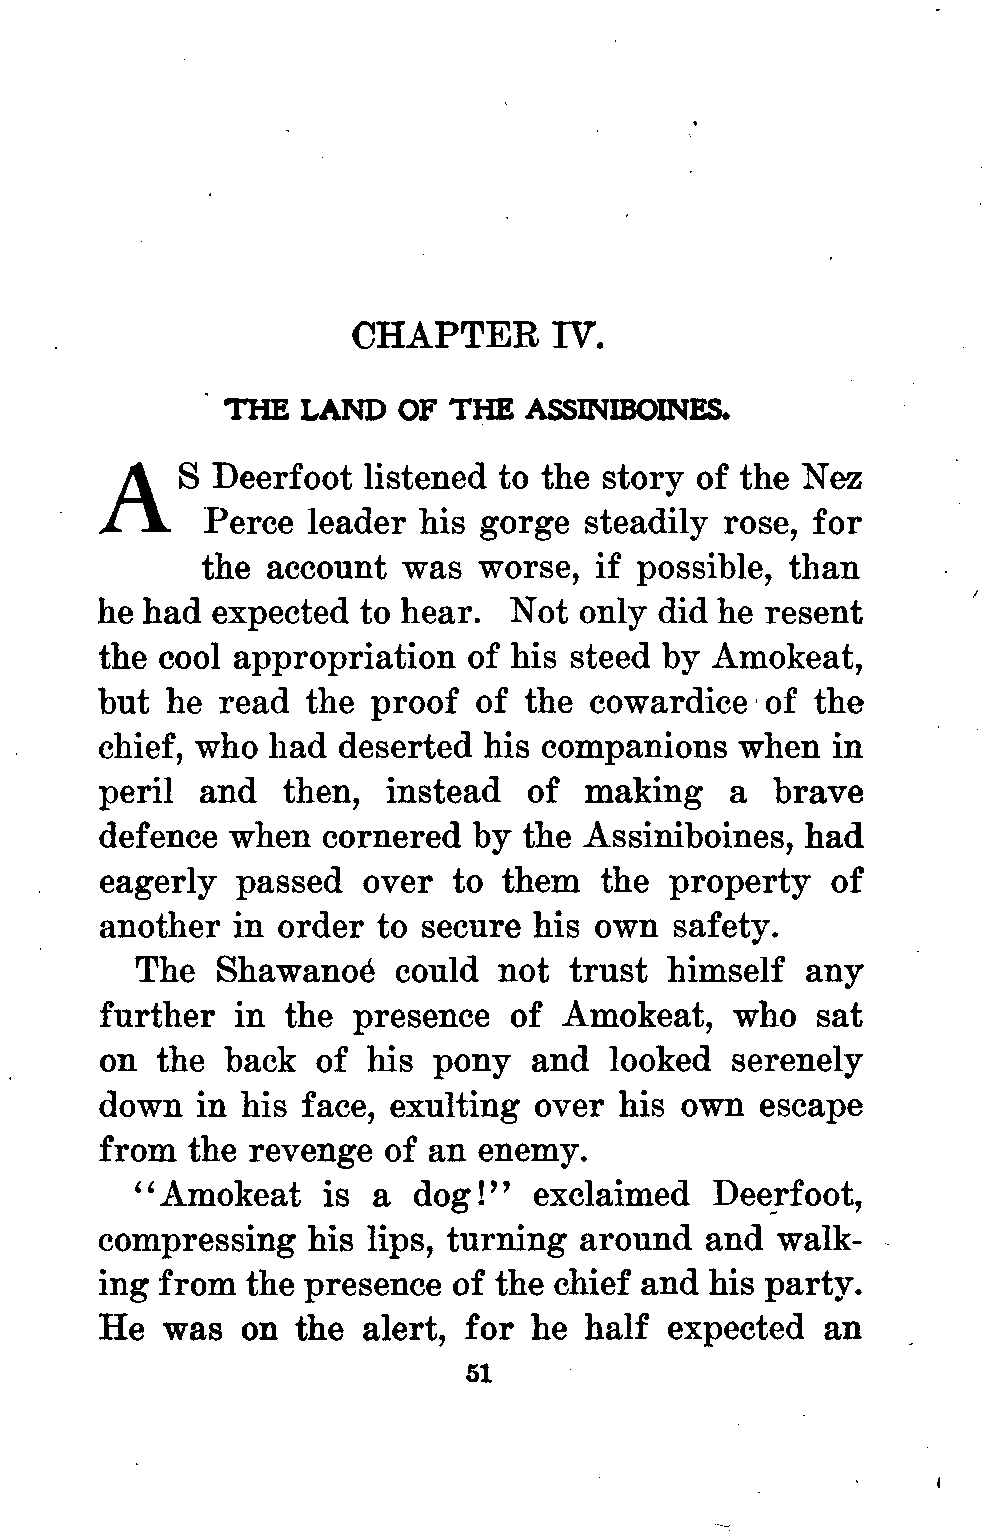 CHAPTER IV.
THE LAND OF THE ASSINIBOINES.
AS Deerfoot listened to the story of the Nez
Perce leader his gorge steadily rose, for
the account was worse, if possible, than
he had expected to hear. Not only did he resent
the cool appropriation of his steed by Amokeat,
but he read the proof of the cowardice of the
chief, who had deserted his companions when in
peril and then, instead of making a brave
defence when cornered by the Assiniboines, had
eagerly passed over to them the property of
another in order to secure his own safety.
The Shawanoé could not trust himself any
further in the presence of Amokeat, who sat
on the back of his pony and looked serenely
down in his face, exulting over his own escape
from the revenge of an enemy.
“Amokeat is a dog!” exclaimed Deerfoot,
compressing his lips, turning around and walk-
ing from the presence of the chief and his party.
He was on the alert, for he half expected an
51